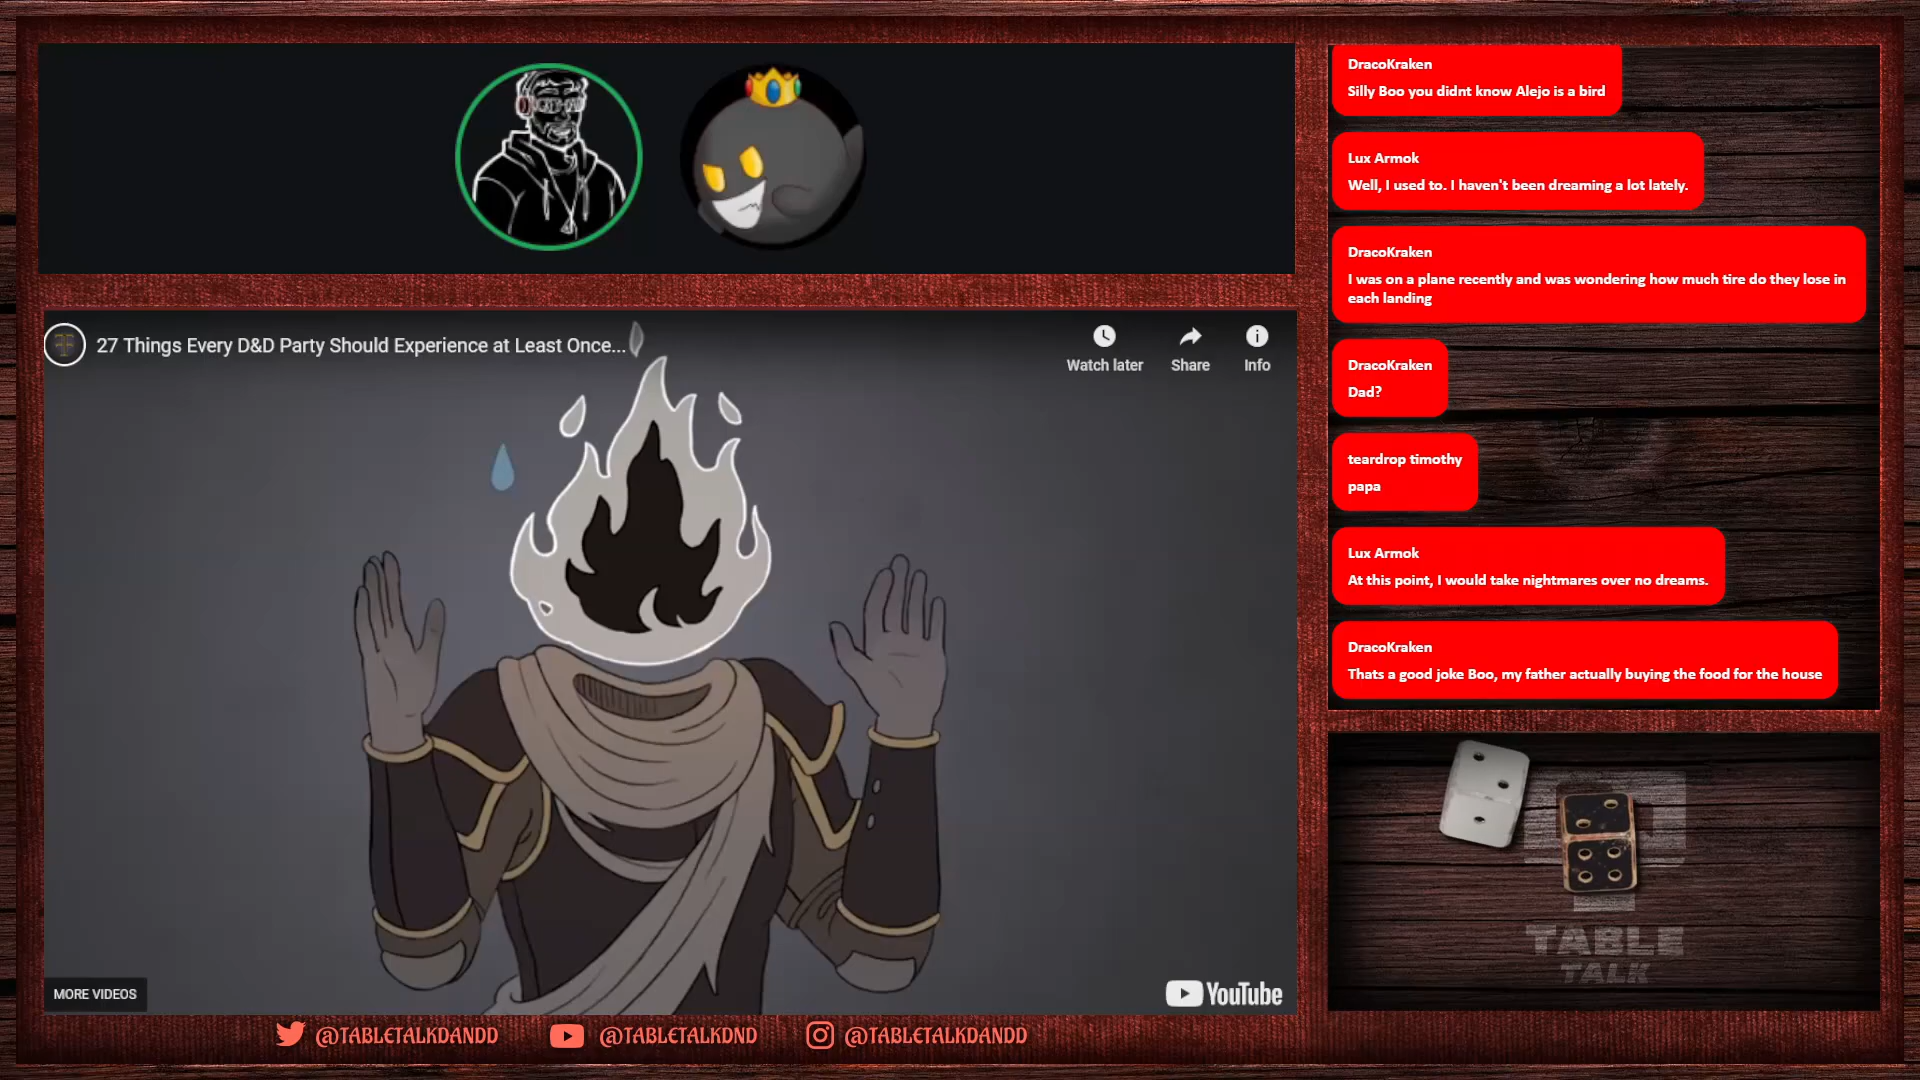 27 Things Every D&D Party Should Experience at Least Once...
Watch later
Share
Info
MORE VIDEOS
YouTube
@TABLETALKDANDD
@TABLETALKDND
@TABLETALKDANDD
DracoKraken
Silly Boo you didnt know Alejo is a bird
Lux Armok
Well, I used to. I haven't been dreaming a lot lately.
DracoKraken
I was on a plane recently and was wondering how much tire do they lose in
each landing
DracoKraken
Dad?
teardrop timothy
papa
Lux Armok
At this point, I would take nightmares over no dreams.
DracoKraken
Thats a good joke Boo, my father actually buying the food for the house
TABLE
TALK